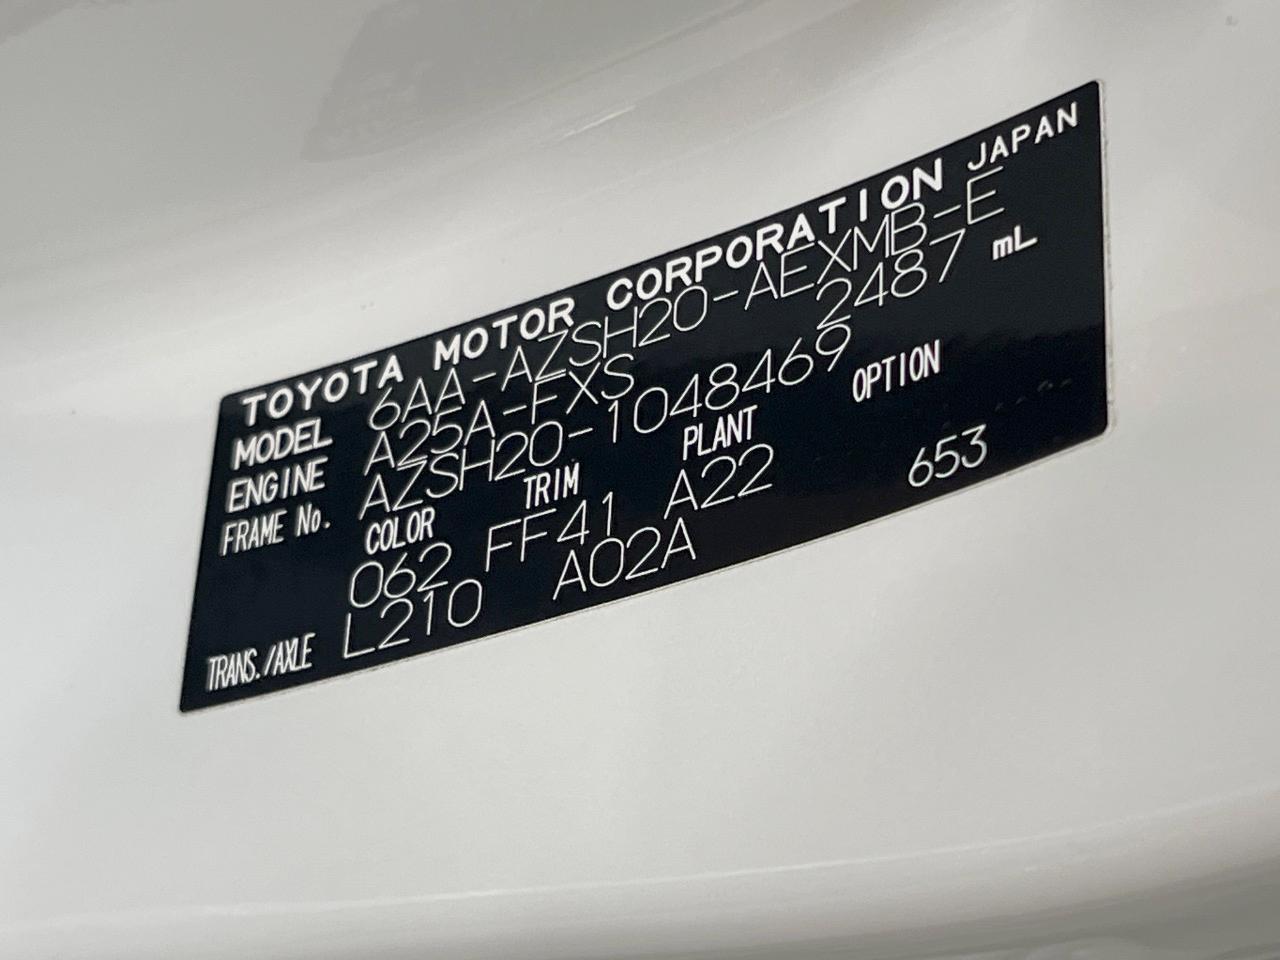 TOYOTA MOTOR CORPORATION JAPAN
MODEL 6AA-AZSH20-AEXMB-E
ENGINE A25A-FXS 2487 mL
FRAME No. AZSH20-1048469
COLOR TRIM PLANT OPTION
062 FF41 A22 653
TRANS./AXLE L210 A02A